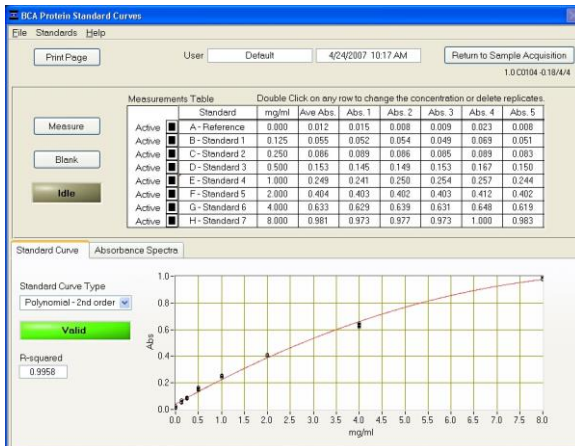 BCA Protein Standard Curves
File Standards Help
Print Page User Default 4/24/2007 10:17 AM Return to Sample Acquisition
1.0 C0104 -0.18/4/4
Measurements Table Double Click on any row to change the concentration or delete replicates.
Standard mg/ml Ave Abs. Abs. 1 Abs. 2 Abs. 3 Abs. 4 Abs. 5
Active A - Reference 0.000 0.012 0.015 0.008 0.009 0.023 0.008
Measure Active B - Standard 1 0.125 0.055 0.052 0.054 0.049 0.069 0.051
Active C - Standard 2 0.250 0.086 0.089 0.086 0.085 0.089 0.083
Active D - Standard 3 0.500 0.153 0.145 0.149 0.153 0.167 0.150
Blank Active E - Standard 4 1.000 0.249 0.241 0.250 0.254 0.257 0.244
Idle Active F - Standard 5 2.000 0.404 0.403 0.402 0.403 0.412 0.402
Active G - Standard 6 4.000 0.633 0.629 0.639 0.631 0.648 0.619
Active H - Standard 7 8.000 0.981 0.973 0.977 0.973 1.000 0.983
Standard Curve Absorbance Spectra
Standard Curve Type
Polynomial - 2nd order
Valid
R-squared
0.9958
Abs
1.0
0.8
0.6
0.4
0.2
0.0
0.0 0.5 1.0 1.5 2.0 2.5 3.0 3.5 4.0 4.5 5.0 5.5 6.0 6.5 7.0 7.5 8.0
mg/ml